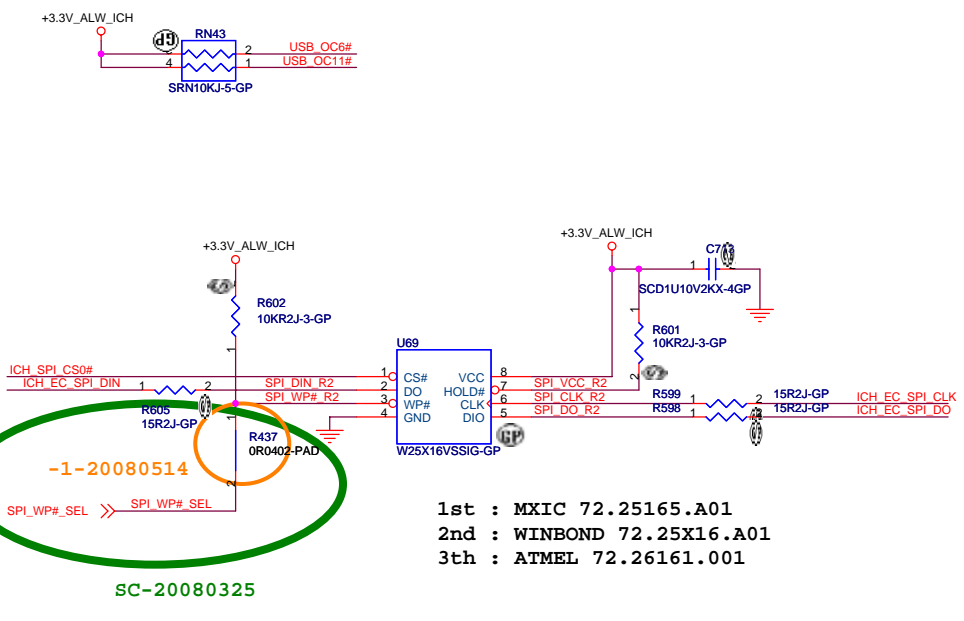 +3.3V_ALW_ICH
RN43
2 USB_OC6#
4 1 USB_OC11#
SRN10KJ-5-GP
GP
+3.3V_ALW_ICH
R602
10KR2J-3-GP
1
+3.3V_ALW_ICH
1
SCD1U10V2KX-4GP
1
R601
10KR2J-3-GP
2
U69
ICH_SPI_CS0# 1 CS# VCC 8
ICH_EC_SPI_DIN 1 2 SPI_DIN_R2 2 DO HOLD# 7 SPI_VCC_R2
SPI_WP#_R2 3 WP# CLK 6 SPI_CLK_R2 R599 1 2 15R2J-GP ICH_EC_SPI_CLK
4 GND DIO 5 SPI_DO_R2 R598 1 15R2J-GP ICH_EC_SPI_DO
R605
15R2J-GP
1
R437
0R0402-PAD
2
W25X16VSSIG-GP
GP
-1-20080514
SPI_WP#_SEL SPI_WP#_SEL
1st : MXIC 72.25165.A01
2nd : WINBOND 72.25X16.A01
3th : ATMEL 72.26161.001
SC-20080325